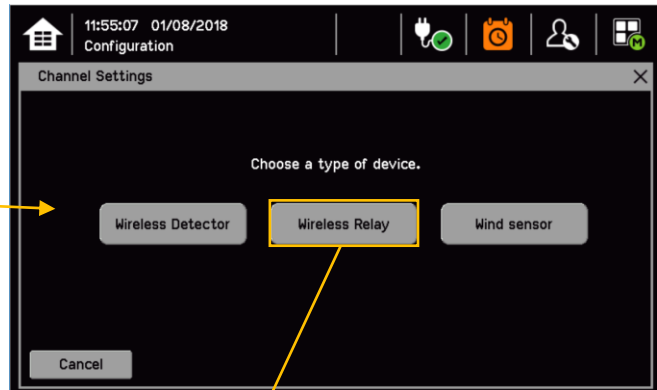 11:55:07 01/08/2018
Configuration
M
Channel Settings
Choose a type of device.
Wireless Detector Wireless Relay Wind sensor
Cancel